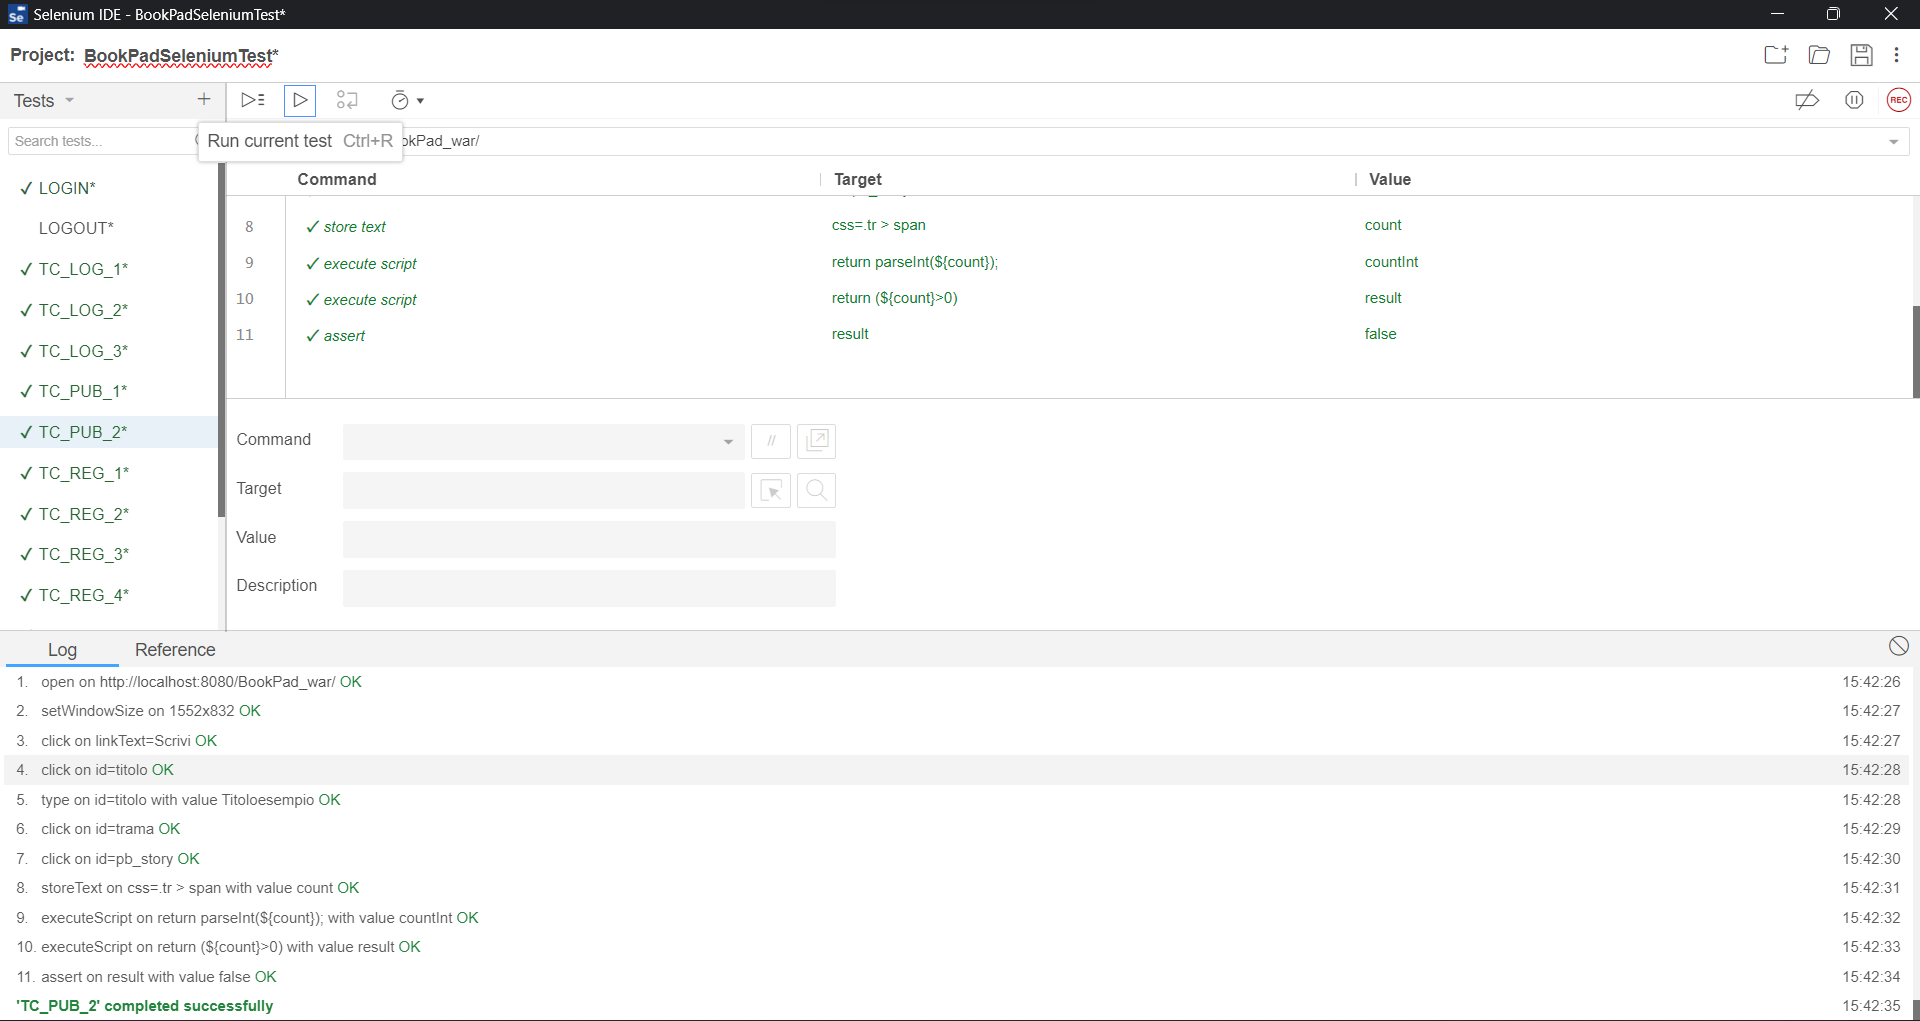 Selenium IDE - BookPadSeleniumTest*
Project: BookPadSeleniumTest*
Tests
Search tests...
Run current test Ctrl+R
okPad_war/
Command Target Value
✓ LOGIN*
LOGOUT*
✓ TC_LOG_1*
✓ TC_LOG_2*
✓ TC_LOG_3*
✓ TC_PUB_1*
✓ TC_PUB_2*
✓ TC_REG_1*
✓ TC_REG_2*
✓ TC_REG_3*
✓ TC_REG_4*
8 ✓ store text css=.tr > span count
9 ✓ execute script return parseInt(${count}); countInt
10 ✓ execute script return (${count}>0) result
11 ✓ assert result false
Command //
Target
Value
Description
REC
Log Reference
1. open on http://localhost:8080/BookPad_war/ OK 15:42:26
2. setWindowSize on 1552x832 OK 15:42:27
3. click on linkText=Scrivi OK 15:42:27
4. click on id=titolo OK 15:42:28
5. type on id=titolo with value Titoloesempio OK 15:42:28
6. click on id=trama OK 15:42:29
7. click on id=pb_story OK 15:42:30
8. storeText on css=.tr > span with value count OK 15:42:31
9. executeScript on return parseInt(${count}); with value countInt OK 15:42:32
10. executeScript on return (${count}>0) with value result OK 15:42:33
11. assert on result with value false OK 15:42:34
'TC_PUB_2' completed successfully 15:42:35